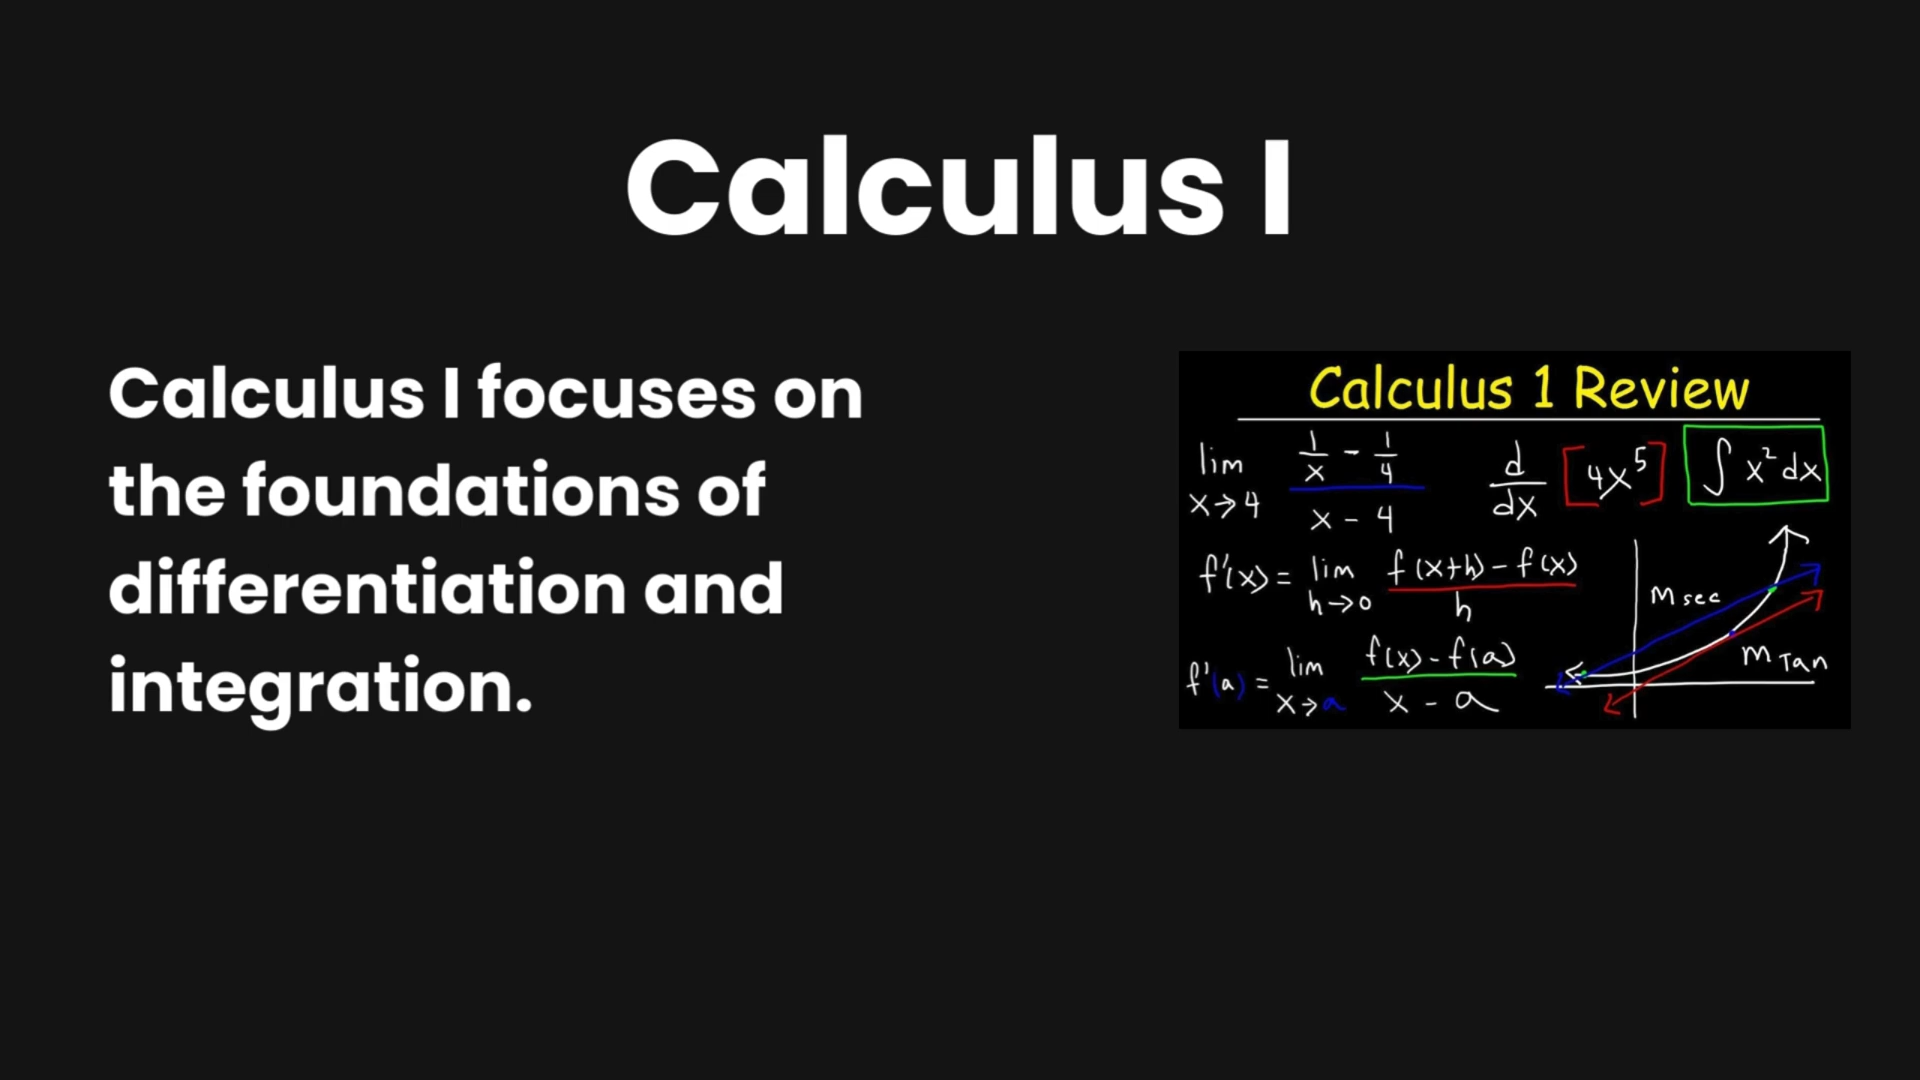 Calculus I
Calculus I focuses on
the foundations of
differentiation and
integration.
Calculus 1 Review
lim x→4 (1/x - 1/4)/(x - 4)
d/dx [4x^5]
∫ x² dx
f'(x) = lim h→0 (f(x+h) - f(x))/h
m sec
f'(a) = lim x→a (f(x) - f(a))/(x - a)
m Tan